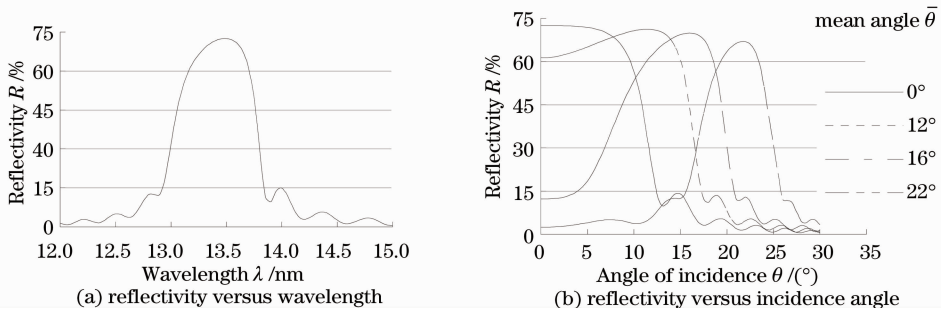 75
60
45
40
15
0
Reflectivity R /%
12.0 12.5 13.0 13.5 14.0 14.5 15.0
Wavelength λ /nm
(a) reflectivity versus wavelength
75
60
45
30
15
0
Reflectivity R /%
0 5 10 15 20 25 30 35
Angle of incidence θ /(°)
(b) reflectivity versus incidence angle
mean angle θ̅
0°
12°
16°
22°